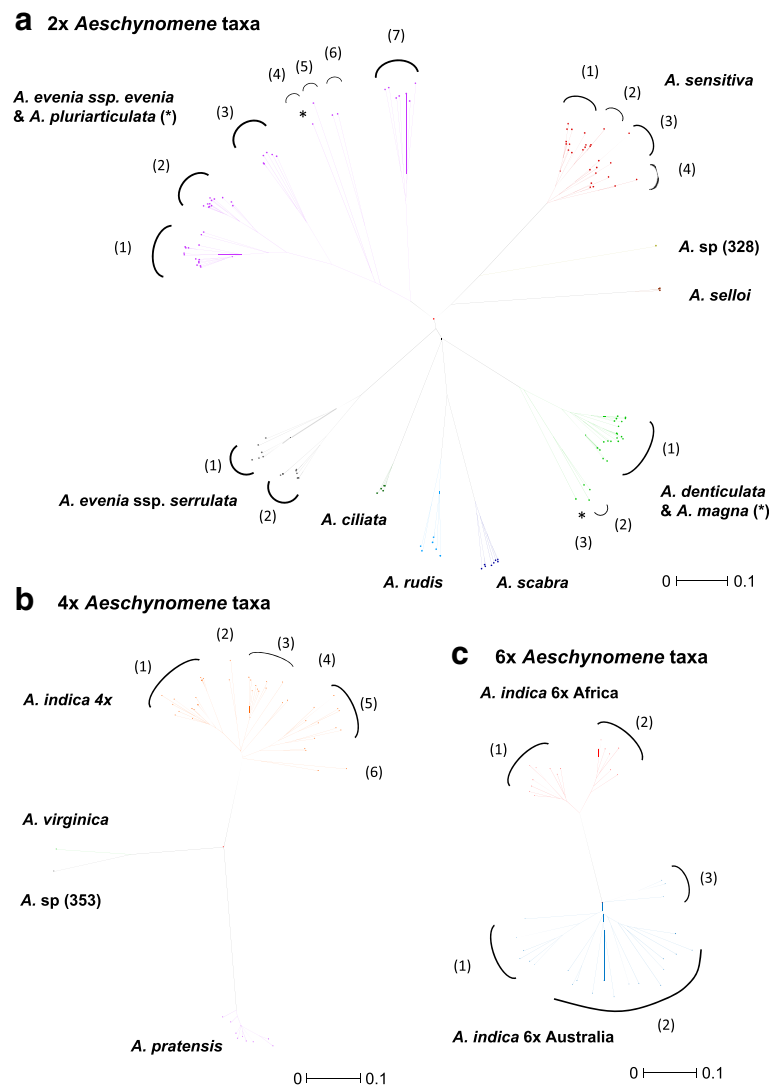 a 2x Aeschynomene taxa
A. evenia ssp. evenia
& A. pluriarticulata (*)
(1)
(2)
(3)
(4)
(5)
(6)
*
(7)
A. sensitiva
(1)
(2)
(3)
(4)
A. sp (328)
A. selloi
(1)
(2)
A. evenia ssp. serrulata
A. ciliata
A. rudis
A. scabra
(1)
A. denticulata
& A. magna (*)
(2)
*
(3)
0 0.1
b 4x Aeschynomene taxa
A. indica 4x
(1)
(2)
(3)
(4)
(5)
(6)
A. virginica
A. sp (353)
A. pratensis
0 0.1
c 6x Aeschynomene taxa
A. indica 6x Africa
(1)
(2)
(3)
(1)
(2)
A. indica 6x Australia
0 0.1